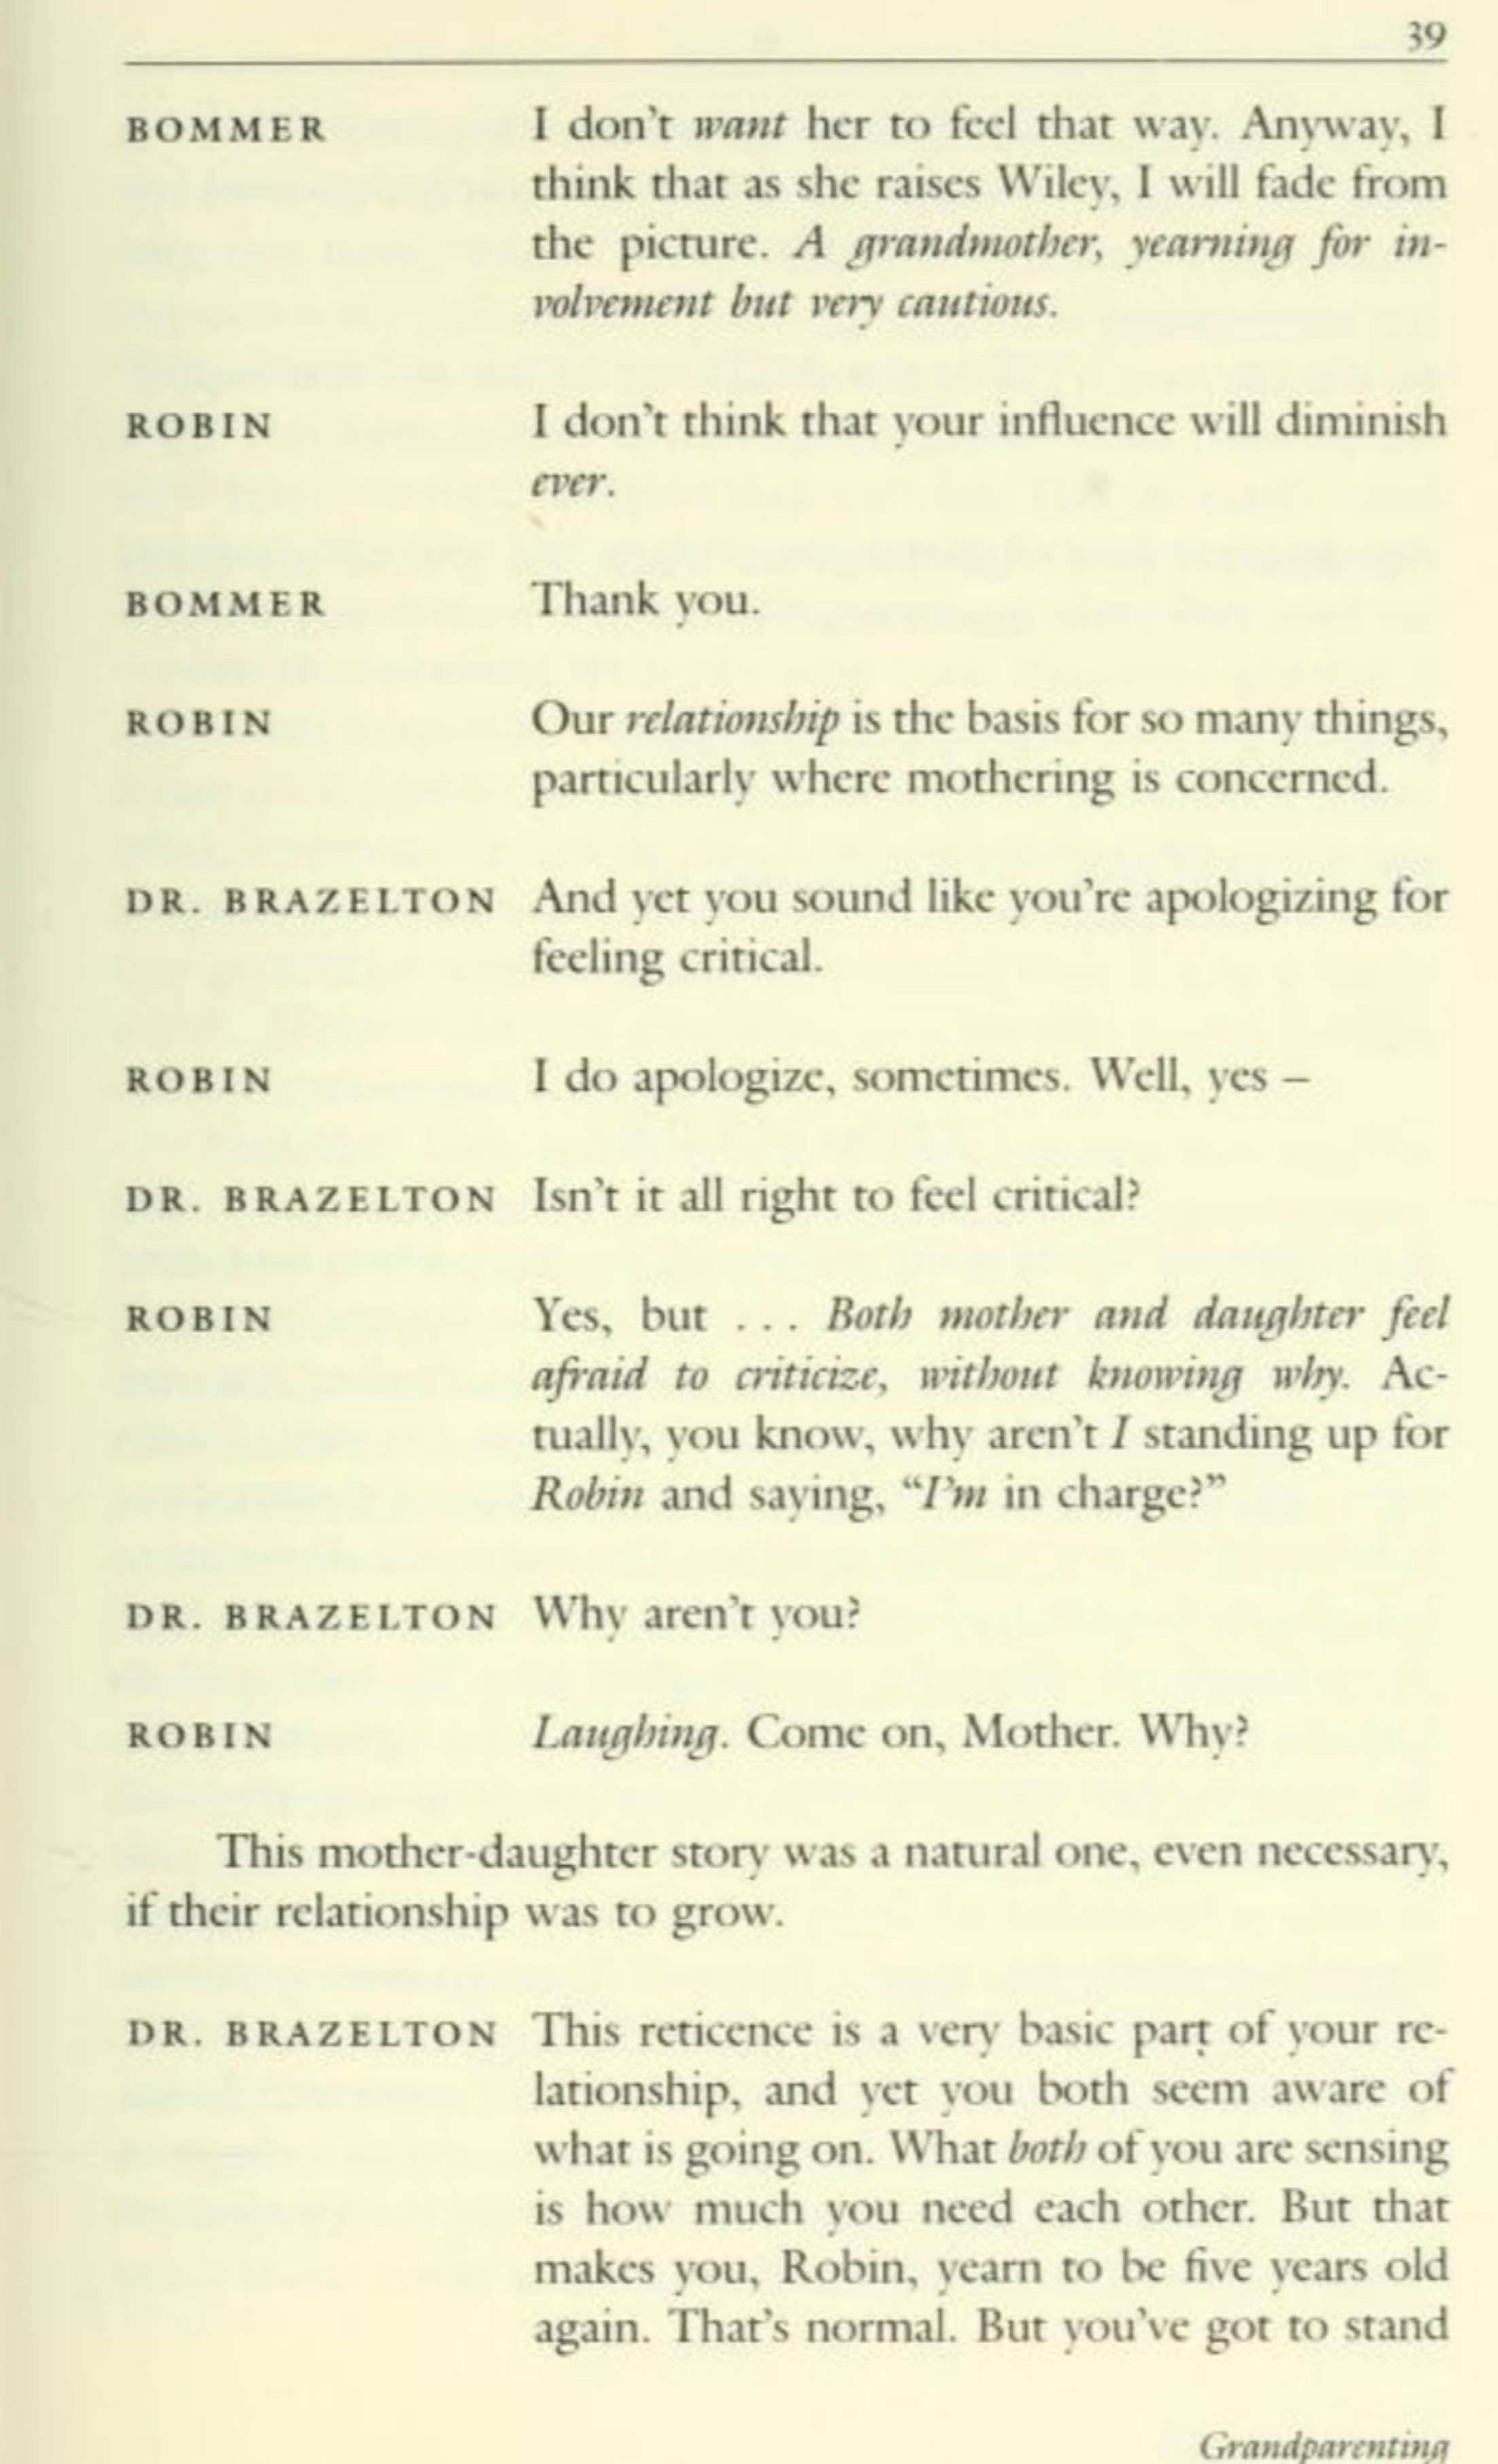 39
BOMMER I don't want her to feel that way. Anyway, I
think that as she raises Wiley, I will fade from
the picture. A grandmother, yearning for in-
volvement but very cautious.
ROBIN I don't think that your influence will diminish
ever.
BOMMER Thank you.
ROBIN Our relationship is the basis for so many things,
particularly where mothering is concerned.
DR. BRAZELTON And yet you sound like you're apologizing for
feeling critical.
ROBIN I do apologize, sometimes. Well, yes –
DR. BRAZELTON Isn't it all right to feel critical?
ROBIN Yes, but . . . Both mother and daughter feel
afraid to criticize, without knowing why. Ac-
tually, you know, why aren't I standing up for
Robin and saying, “I'm in charge?”
DR. BRAZELTON Why aren't you?
ROBIN Laughing. Come on, Mother. Why?
This mother-daughter story was a natural one, even necessary,
if their relationship was to grow.
DR. BRAZELTON This reticence is a very basic part of your re-
lationship, and yet you both seem aware of
what is going on. What both of you are sensing
is how much you need each other. But that
makes you, Robin, yearn to be five years old
again. That's normal. But you've got to stand
Grandparenting